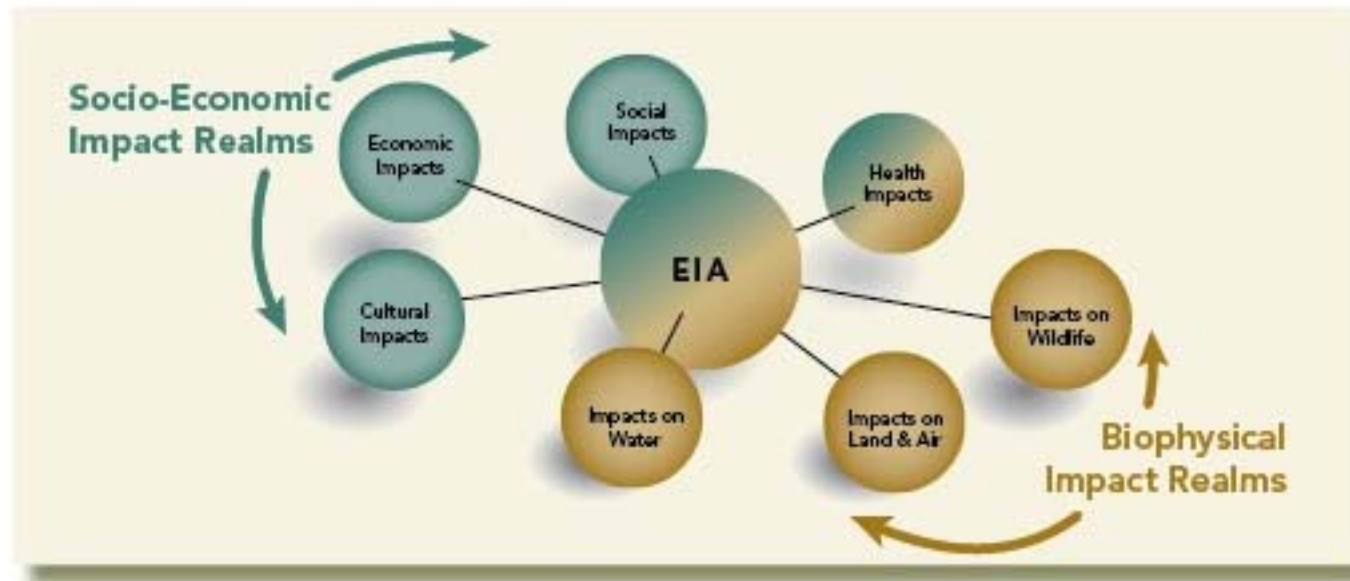 Socio-Economic
Impact Realms
Economic
Impacts
Social
Impacts
Health
Impacts
EIA
Cultural
Impacts
Impacts on
Wildlife
Impacts on
Water
Impacts on
Land & Air
Biophysical
Impact Realms